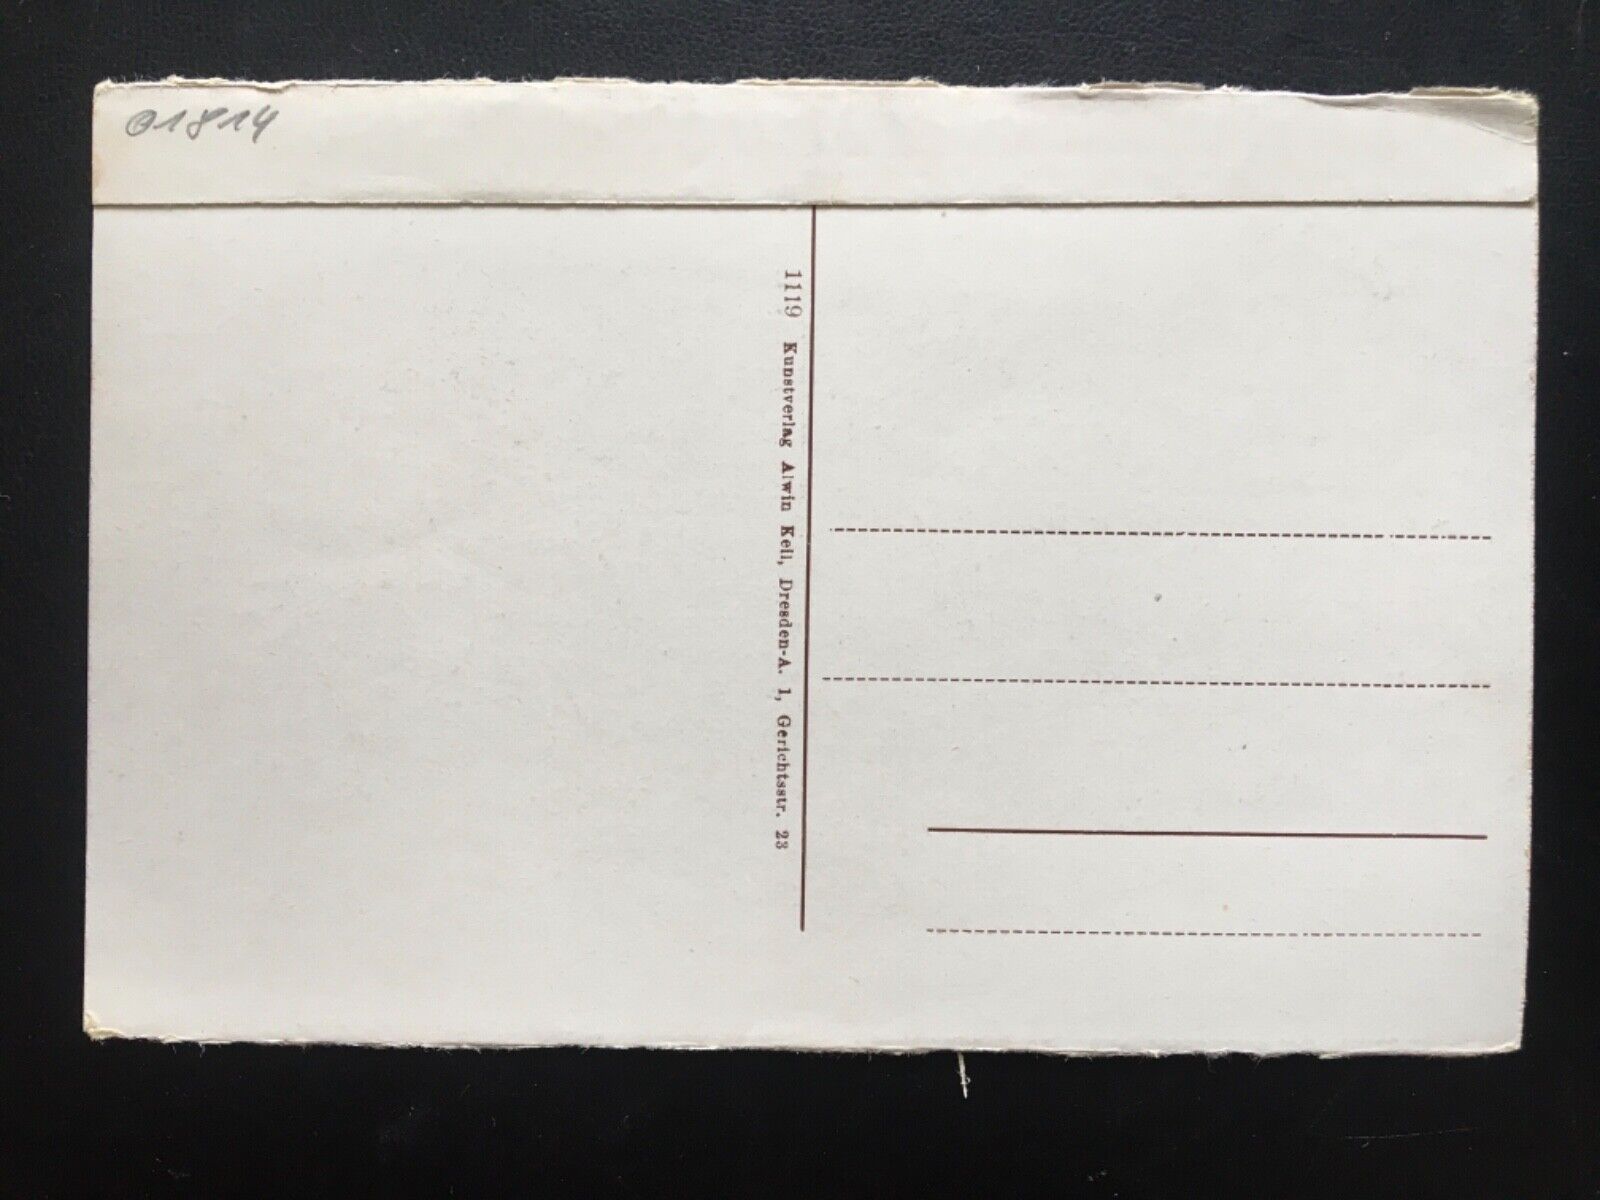 01814
1119 Kunstverlag Alwin Keil, Dresden-A. 1, Gerichtsstr. 23